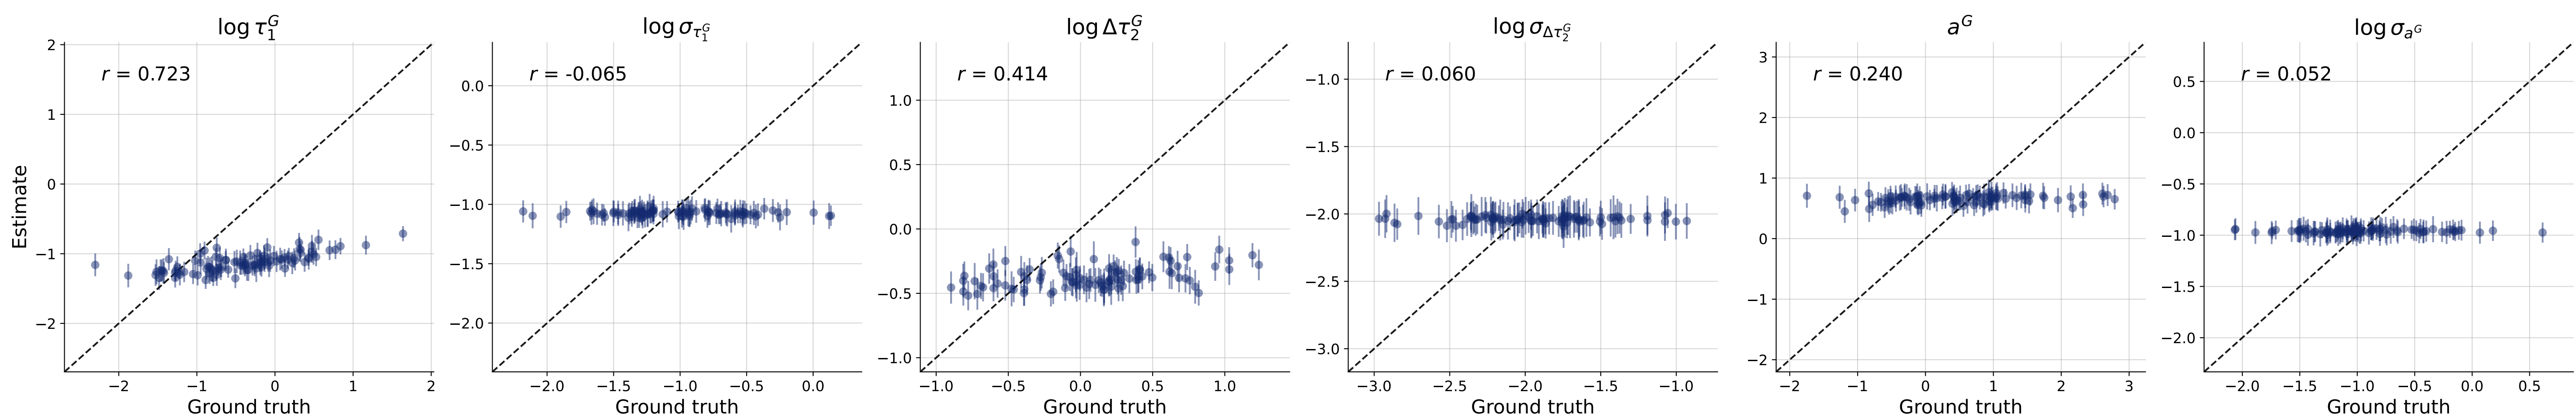 log τ₁ᴳ
r = 0.723
2
1
0
−1
−2
Estimate
−2 −1 0 1 2
Ground truth
log σ_{τ₁ᴳ}
r = -0.065
0.0
−0.5
−1.0
−1.5
−2.0
−2.0 −1.5 −1.0 −0.5 0.0
Ground truth
log Δτ₂ᴳ
r = 0.414
1.0
0.5
0.0
−0.5
−1.0
−1.0 −0.5 0.0 0.5 1.0
Ground truth
log σ_{Δτ₂ᴳ}
r = 0.060
−1.0
−1.5
−2.0
−2.5
−3.0
−3.0 −2.5 −2.0 −1.5 −1.0
Ground truth
aᴳ
r = 0.240
3
2
1
0
−1
−2
−2 −1 0 1 2 3
Ground truth
log σ_{aᴳ}
r = 0.052
0.5
0.0
−0.5
−1.0
−1.5
−2.0
−2.0 −1.5 −1.0 −0.5 0.0 0.5
Ground truth